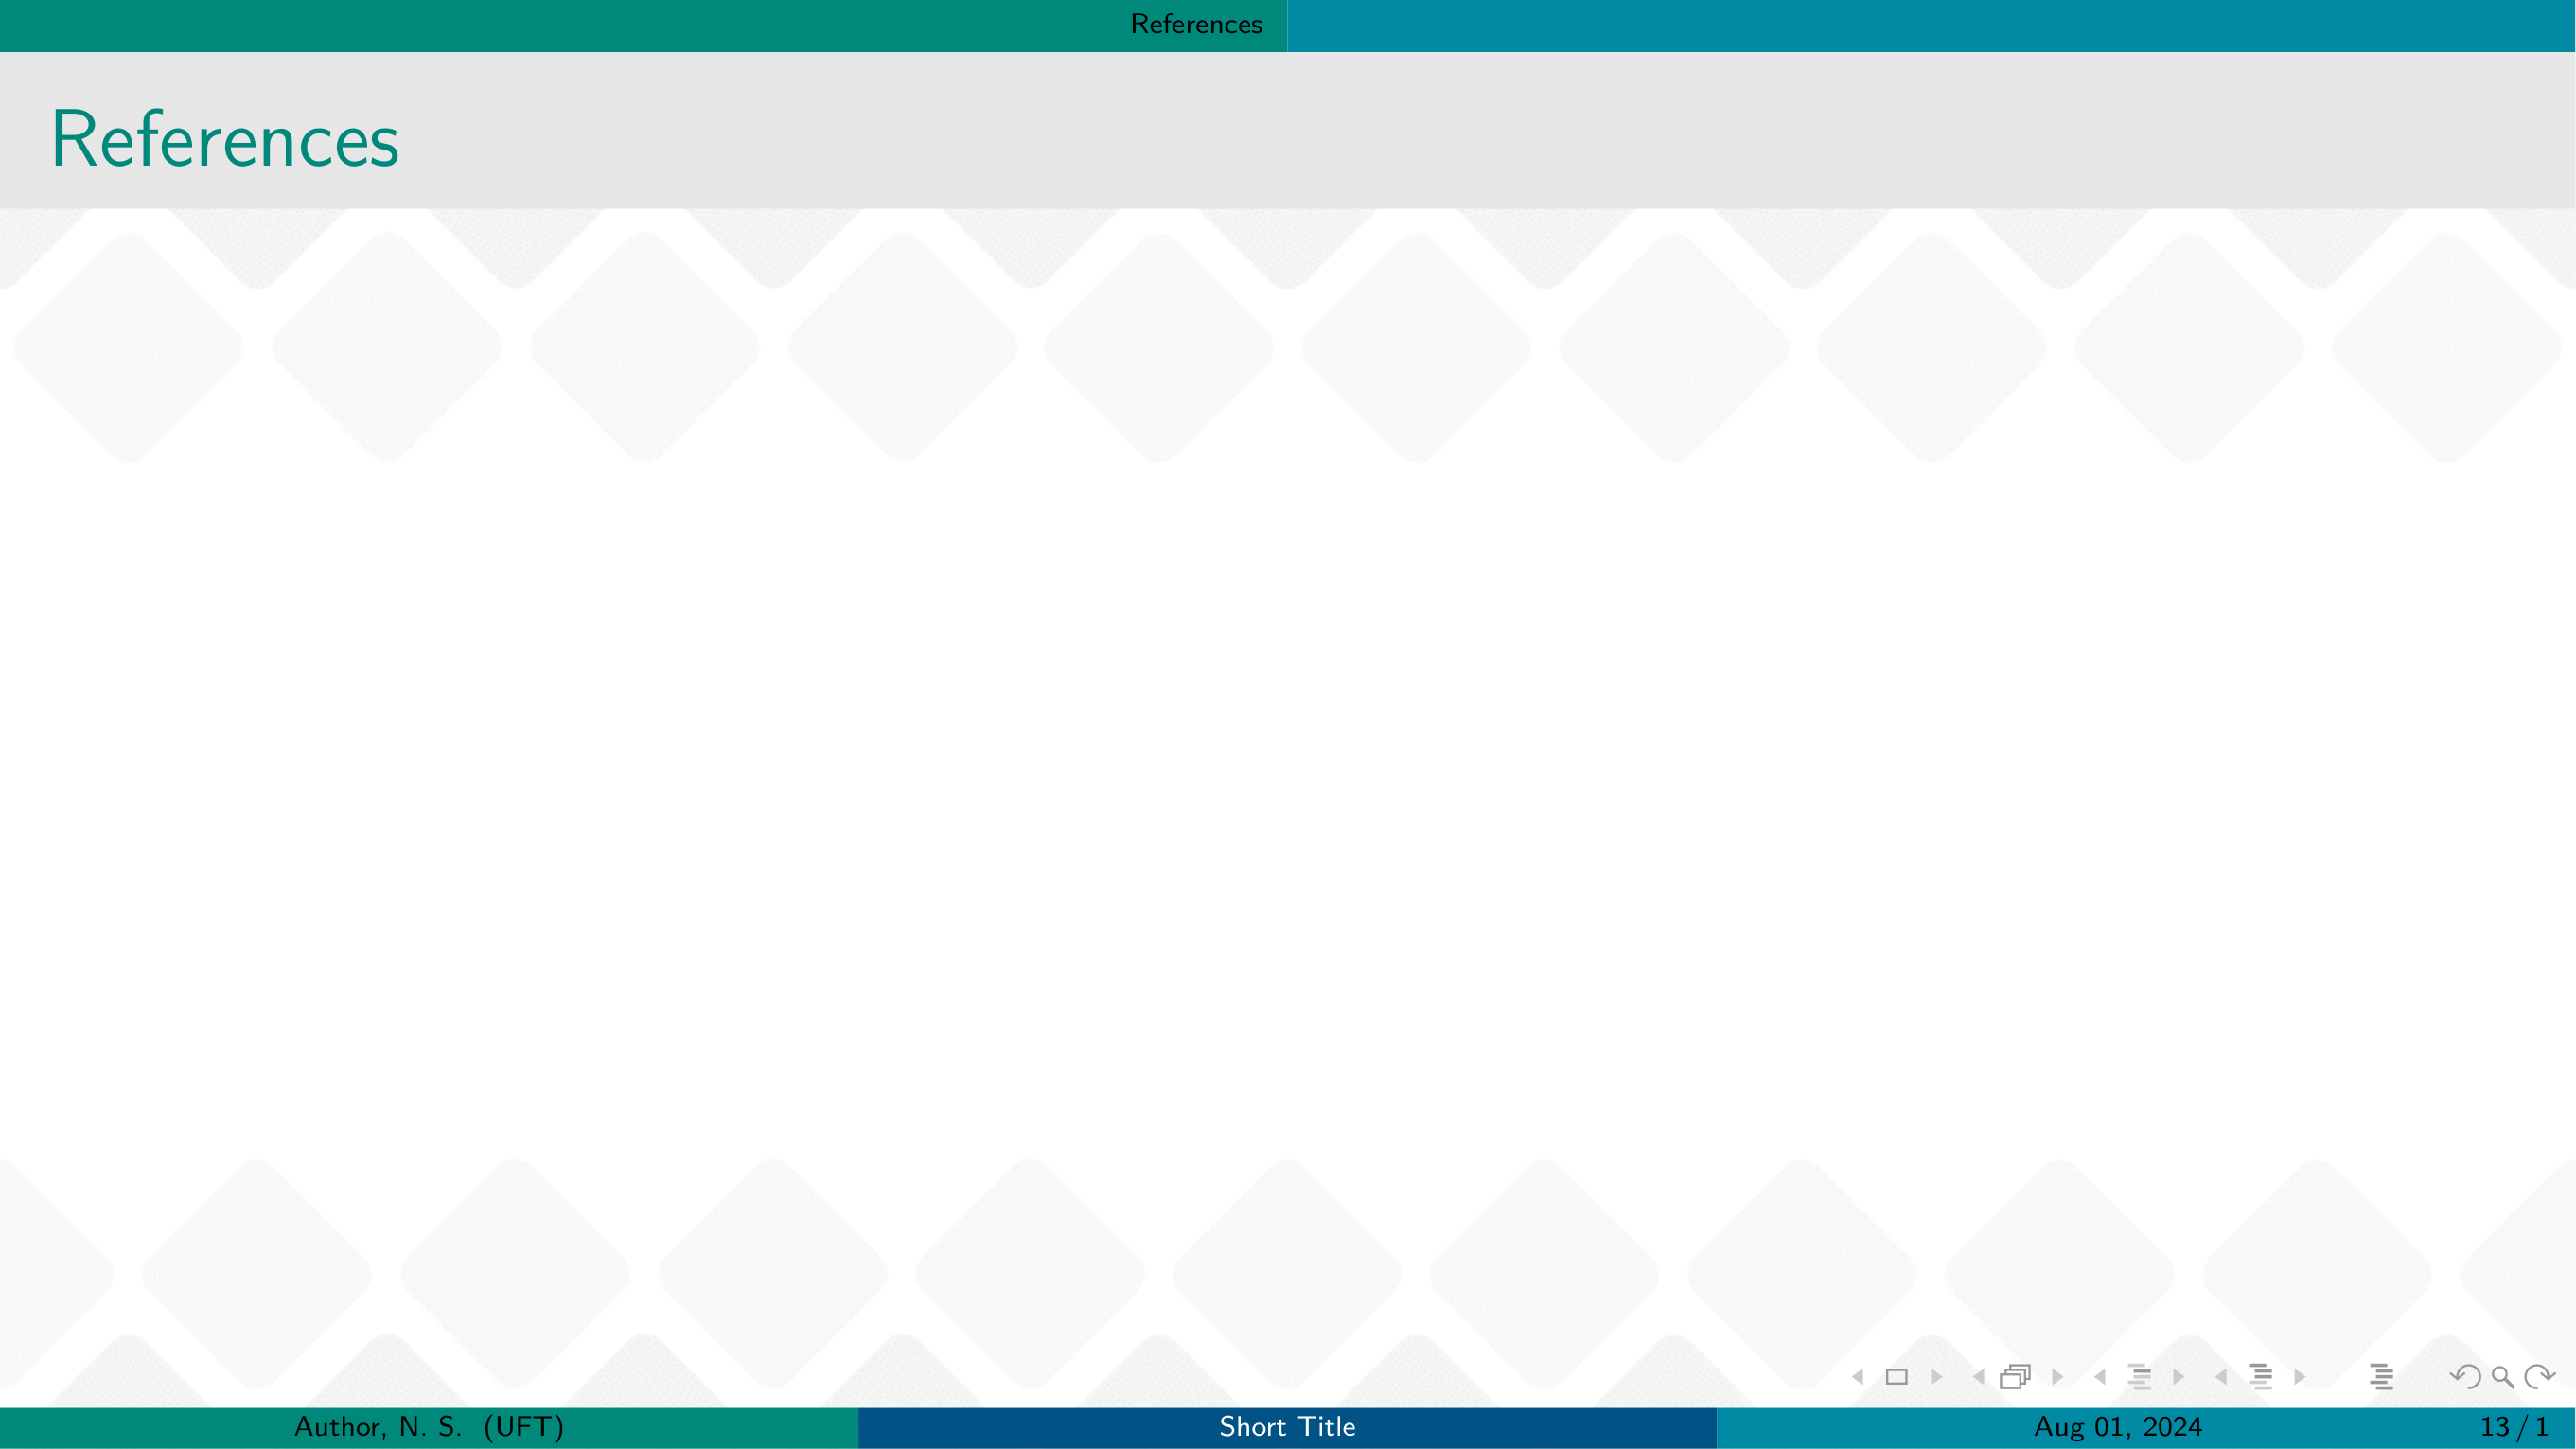 References
References
Author, N. S. (UFT) Short Title Aug 01, 2024 13 / 1